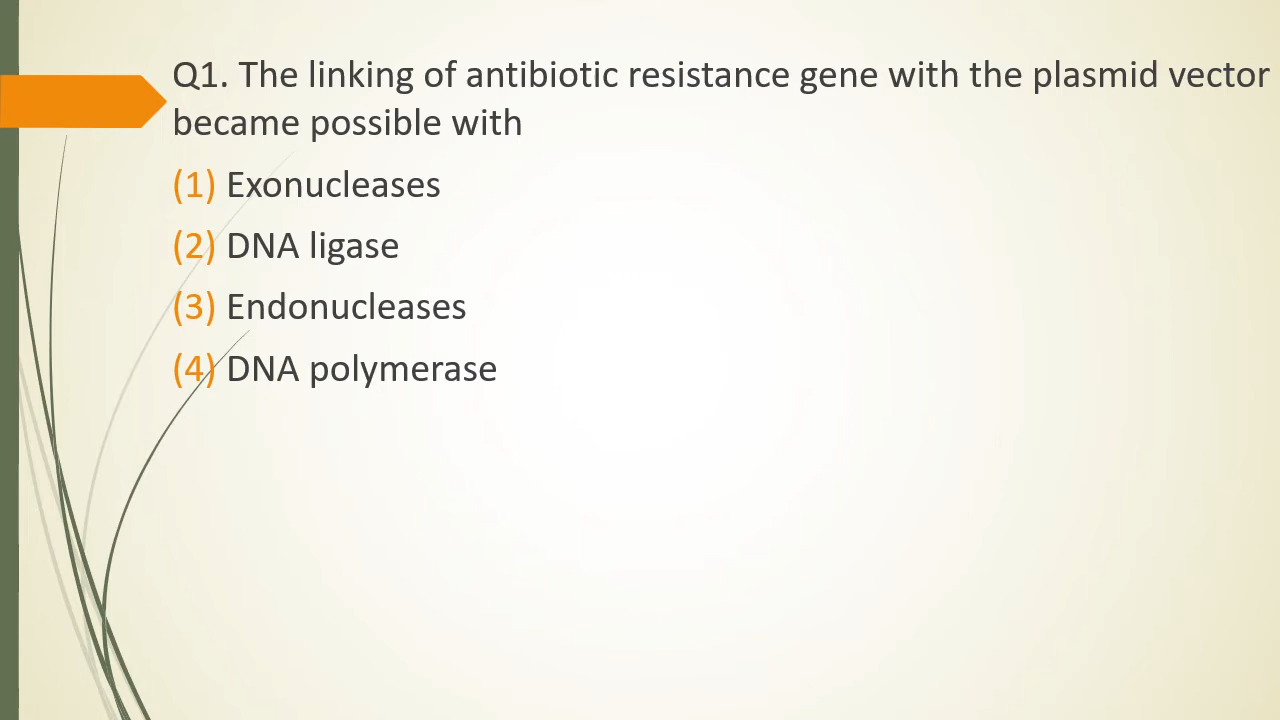 Q1. The linking of antibiotic resistance gene with the plasmid vector
became possible with
(1) Exonucleases
(2) DNA ligase
(3) Endonucleases
(4) DNA polymerase